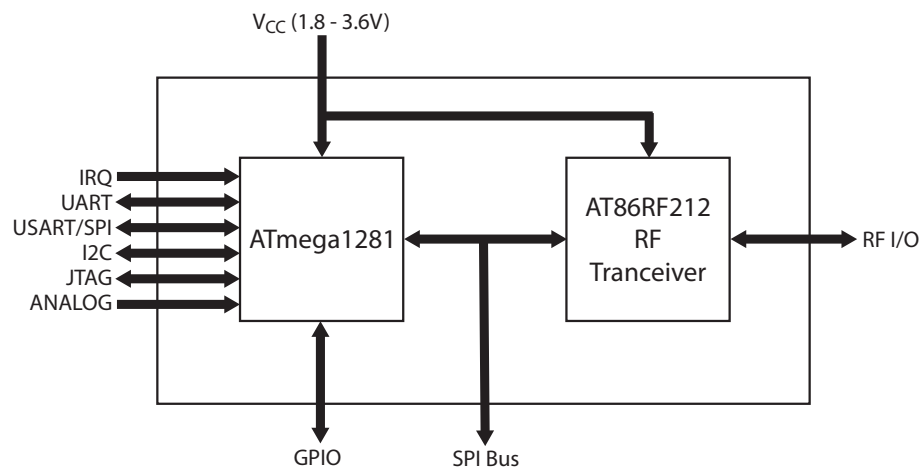 VCC (1.8 - 3.6V)
IRQ
UART
USART/SPI
I2C
JTAG
ANALOG
ATmega1281
AT86RF212
RF
Tranceiver
RF I/O
GPIO
SPI Bus